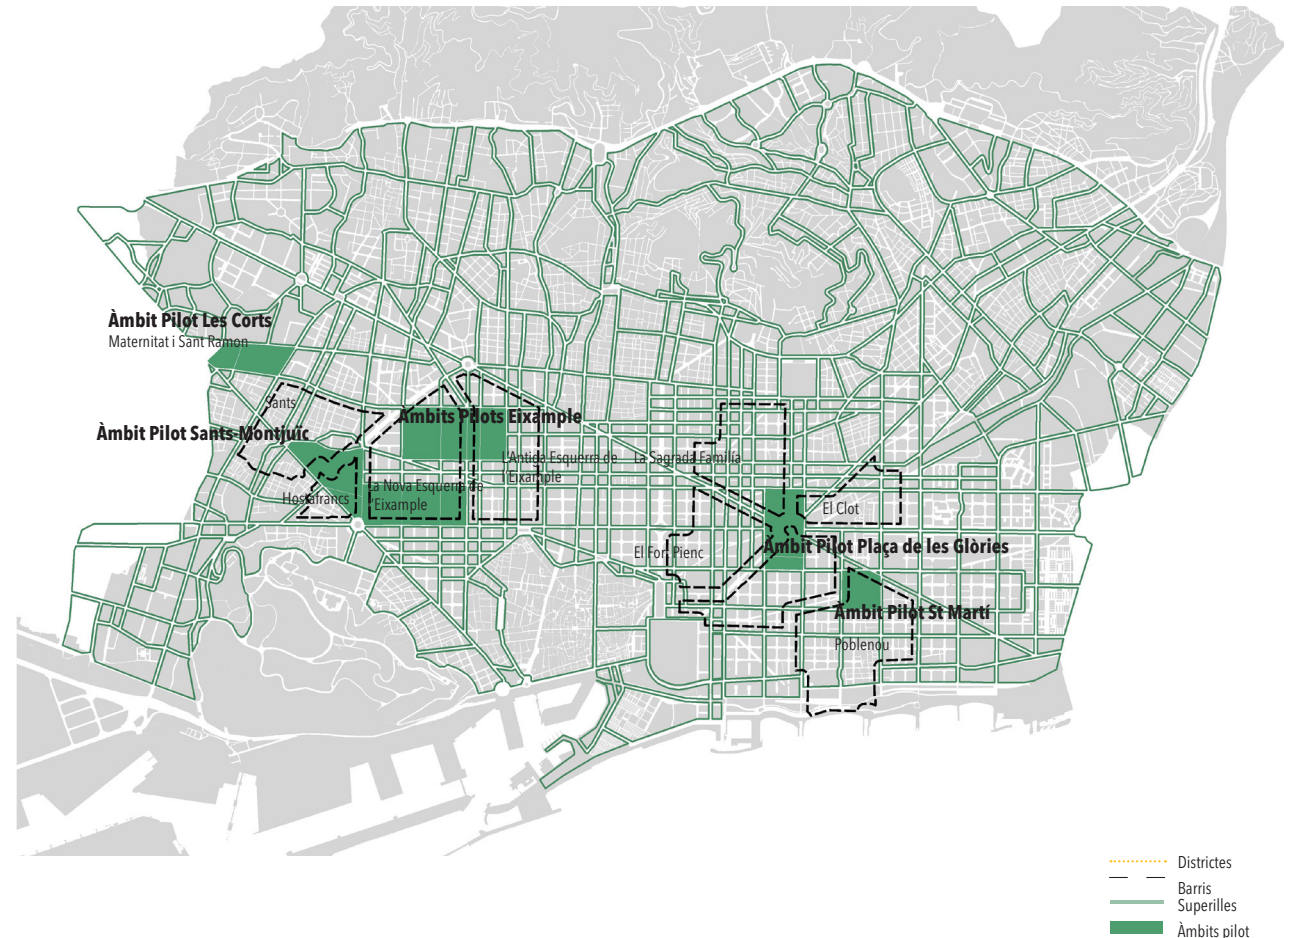 Àmbit Pilot Les Corts
Maternitat i Sant Ramon
Sants
Àmbits Pilots Eixample
Àmbit Pilot Sants-Montjuïc
L'Antida Esquerra de
l'Eixample
La Sagrada Família
La Nova Esquerra de
l'Eixample
Hostafrancs
El Clot
El Fort Pienc
Àmbit Pilot Plaça de les Glòries
Àmbit Pilot St Martí
Poblenou
Districtes
Barris
Superilles
Àmbits pilot